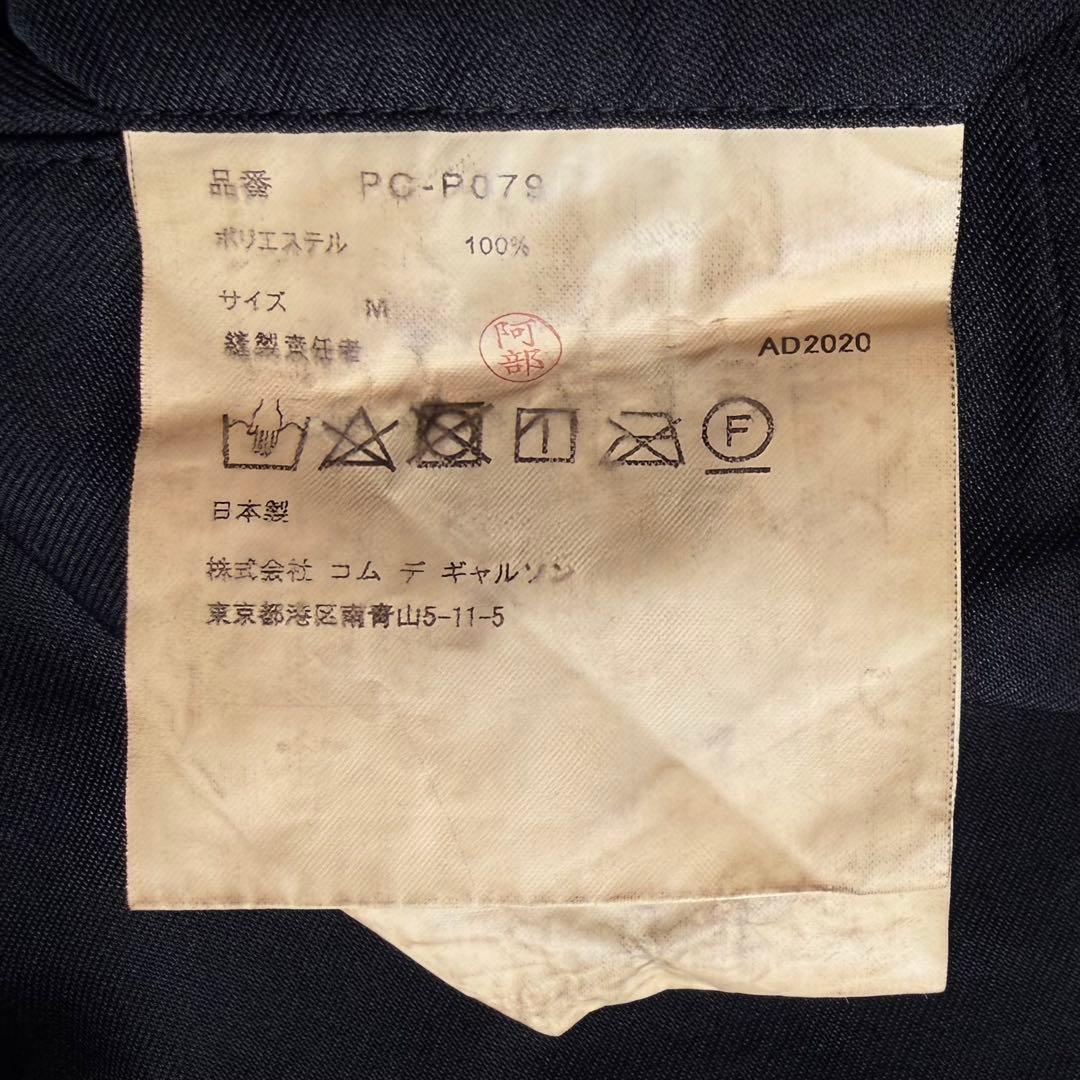 品番 PC-P079
ポリエステル 100%
サイズ M
縫製責任者 阿部 AD2020
F
日本製
株式会社 コム デ ギャルソン
東京都港区南青山5-11-5